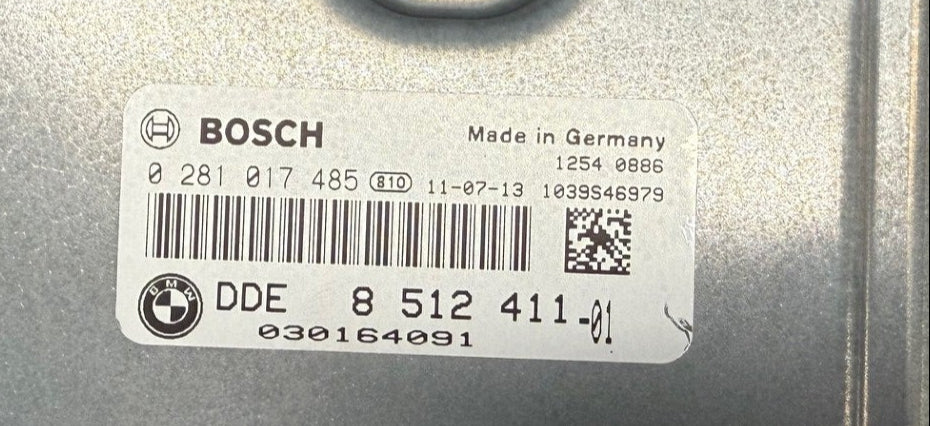 BOSCH
Made in Germany
1254 0886
0 281 017 485 810 11-07-13 1039S46979
BMW
DDE 8 512 411-01
030164091